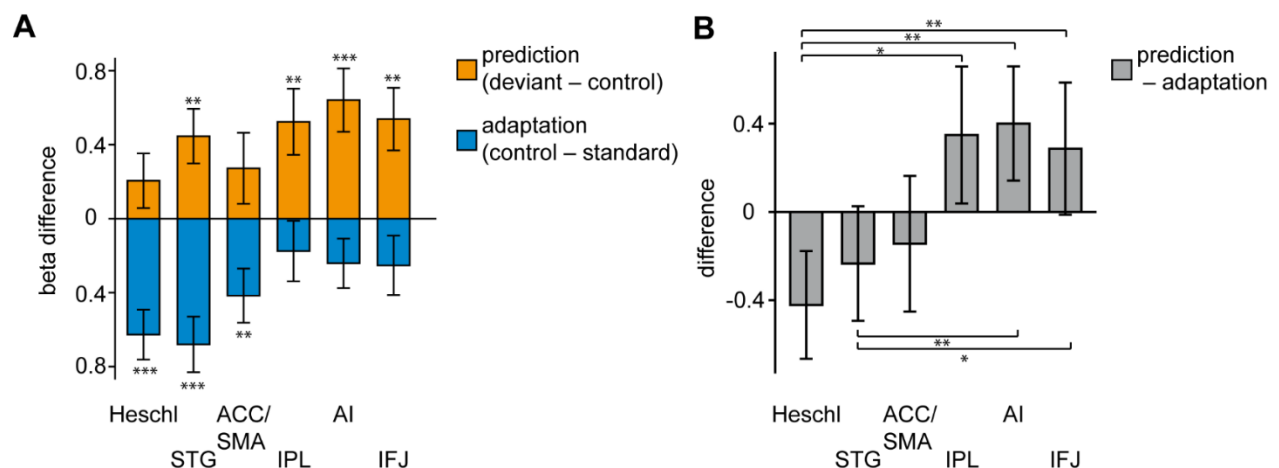 A
prediction
(deviant – control)
adaptation
(control – standard)
beta difference
0.8
0.4
0
0.4
0.8
**
**
***
**
***
***
**
Heschl
STG
ACC/
SMA
IPL
AI
IFJ
B
prediction
– adaptation
difference
0.4
0
-0.4
**
**
*
**
*
Heschl
STG
ACC/
SMA
IPL
AI
IFJ